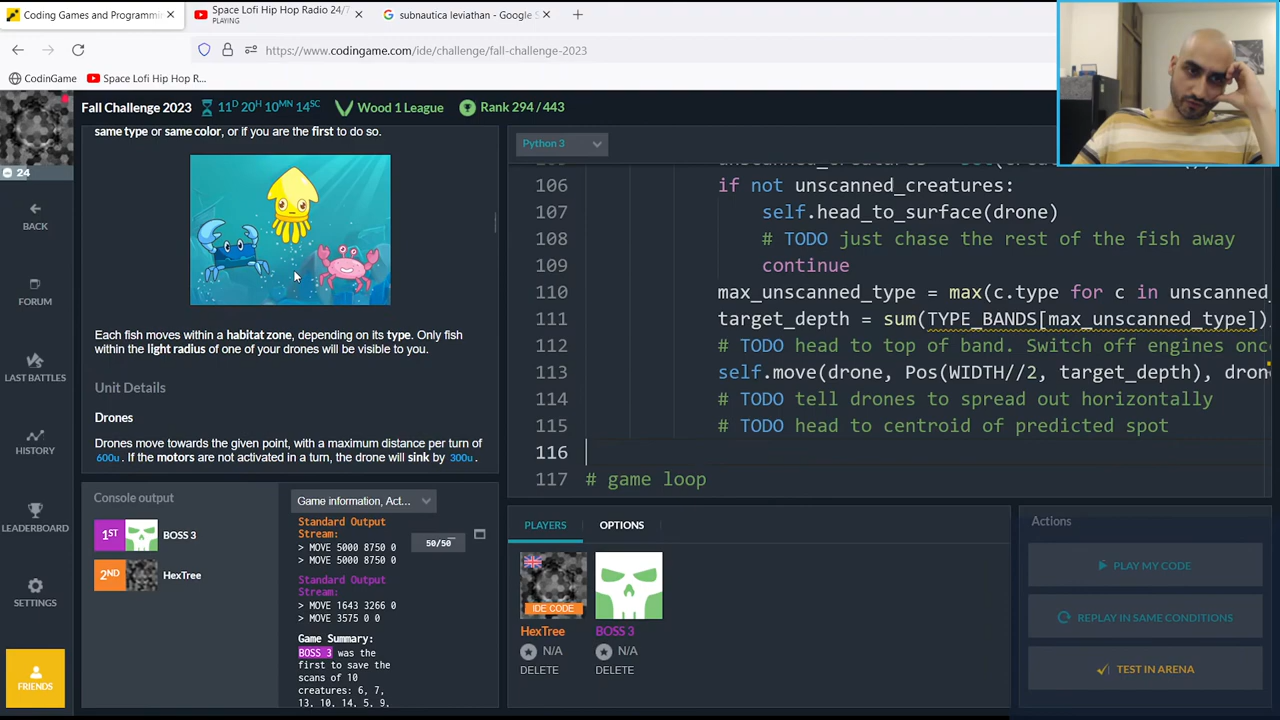 Coding Games and Programmi
Space Lofi Hip Hop Radio 24/7
PLAYING
subnautica leviathan - Google S
https://www.codingame.com/ide/challenge/fall-challenge-2023
CodinGame
Space Lofi Hip Hop R...
Fall Challenge 2023
11D 20H 10MN 14SC
Wood 1 League
Rank 294 / 443
24
BACK
FORUM
LAST BATTLES
HISTORY
LEADERBOARD
SETTINGS
FRIENDS
same type or same color, or if you are the first to do so.
Each fish moves within a habitat zone, depending on its type. Only fish
within the light radius of one of your drones will be visible to you.
Unit Details
Drones
Drones move towards the given point, with a maximum distance per turn of
600u. If the motors are not activated in a turn, the drone will sink by 300u.
Python 3
106 if not unscanned_creatures:
107 self.head_to_surface(drone)
108 # TODO just chase the rest of the fish away
109 continue
110 max_unscanned_type = max(c.type for c in unscanned_
111 target_depth = sum(TYPE_BANDS[max_unscanned_type])
112 # TODO head to top of band. Switch off engines onc
113 self.move(drone, Pos(WIDTH//2, target_depth), dron
114 # TODO tell drones to spread out horizontally
115 # TODO head to centroid of predicted spot
116
117 # game loop
Console output
1ST BOSS 3
2ND HexTree
Game information, Act...
Standard Output
Stream:
> MOVE 5000 8750 0
> MOVE 5000 8750 0
Standard Output
Stream:
> MOVE 1643 3266 0
> MOVE 3575 0 0
Game Summary:
BOSS 3 was the
first to save the
scans of 10
creatures: 6, 7,
13, 10, 14, 5, 9,
50/50
PLAYERS
OPTIONS
IDE CODE
HexTree
N/A
DELETE
BOSS 3
N/A
DELETE
Actions
PLAY MY CODE
REPLAY IN SAME CONDITIONS
TEST IN ARENA